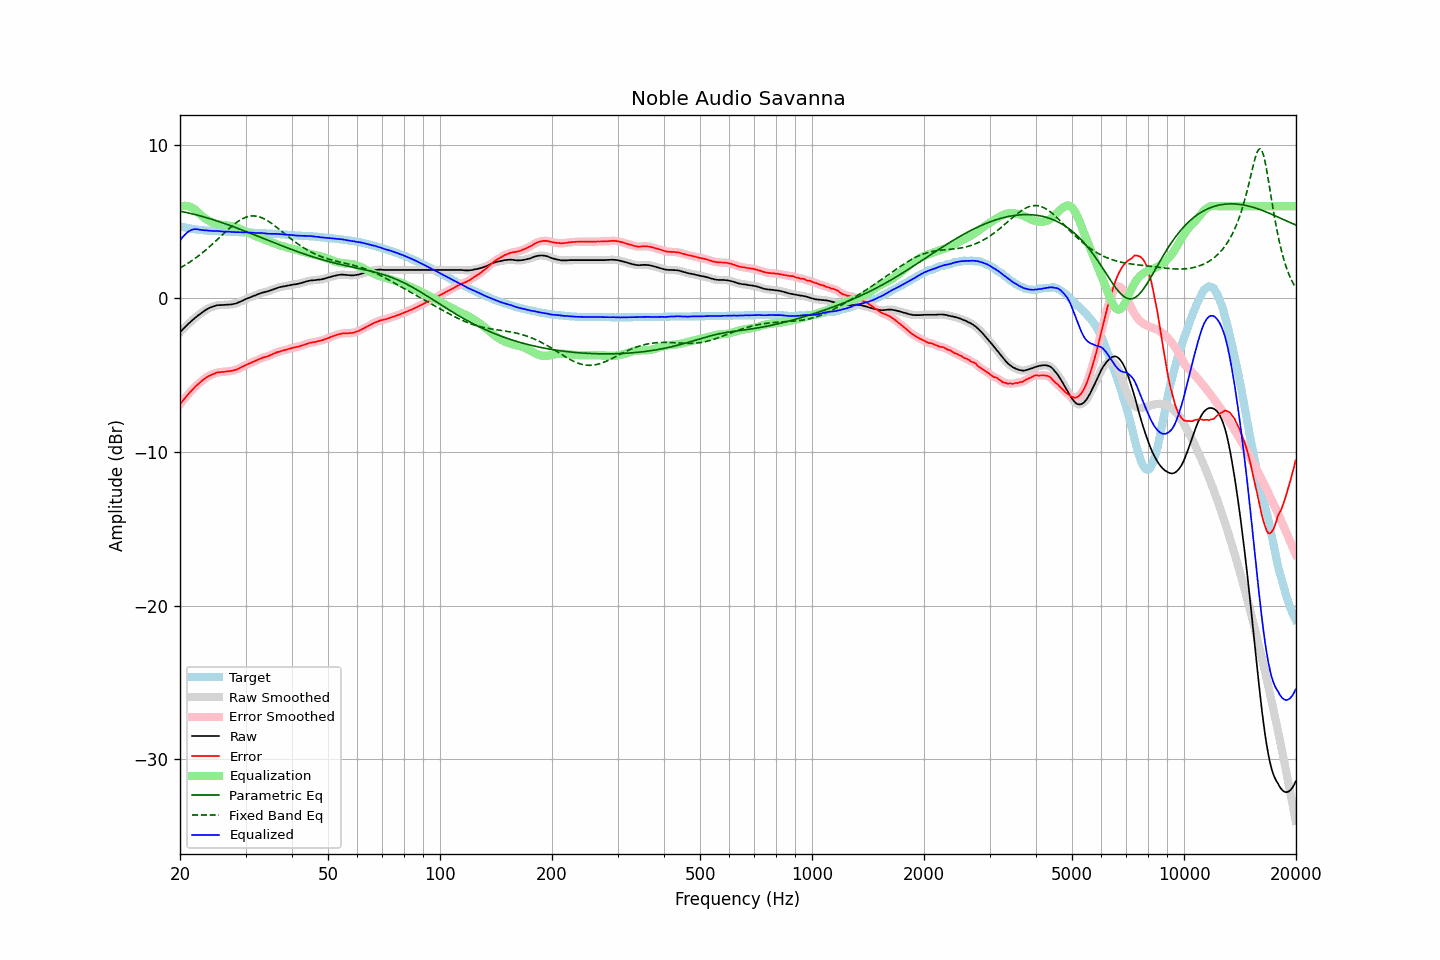 Noble Audio Savanna
Amplitude (dBr)
10
0
−10
−20
−30
Target
Raw Smoothed
Error Smoothed
Raw
Error
Equalization
Parametric Eq
Fixed Band Eq
Equalized
20 50 100 200 500 1000 2000 5000 10000 20000
Frequency (Hz)